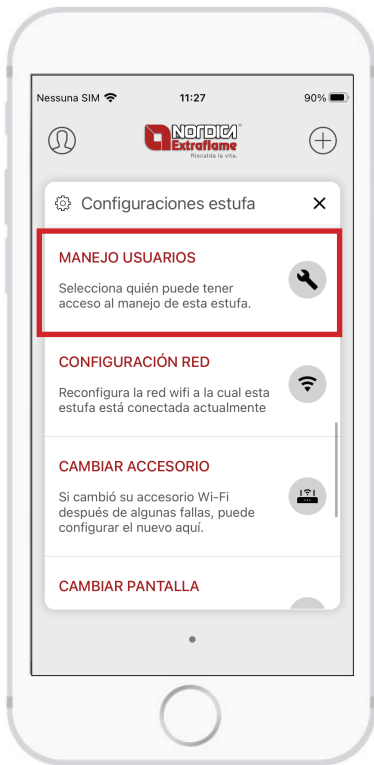 Nessuna SIM 11:27 90%
NORDICA
Extraflame
Riscalda la vita.
Configuraciones estufa
MANEJO USUARIOS
Selecciona quién puede tener
acceso al manejo de esta estufa.
CONFIGURACIÓN RED
Reconfigura la red wifi a la cual esta
estufa está conectada actualmente
CAMBIAR ACCESORIO
Si cambió su accesorio Wi-Fi
después de algunas fallas, puede
configurar el nuevo aquí.
CAMBIAR PANTALLA